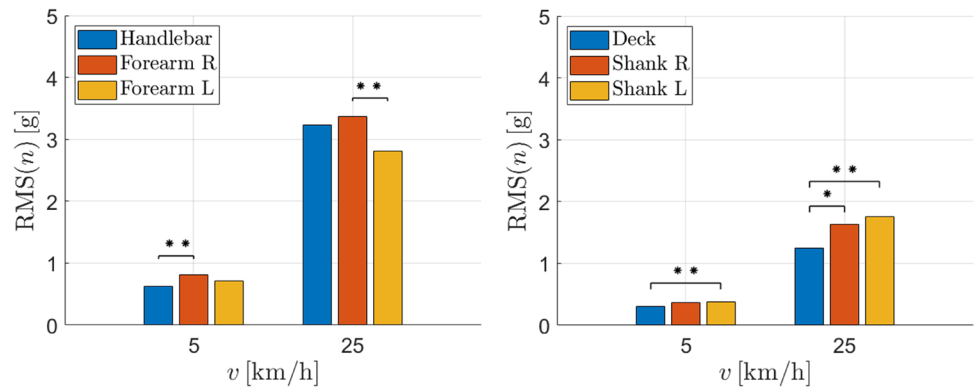 5
4
3
2
1
0
RMS(n) [g]
Handlebar
Forearm R
Forearm L
* *
* *
5 25
v [km/h]
5
4
3
2
1
0
RMS(n) [g]
Deck
Shank R
Shank L
* *
* *
*
5 25
v [km/h]